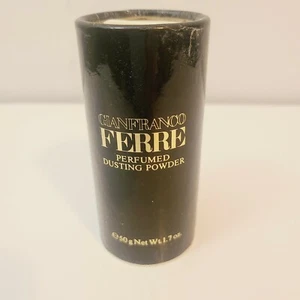 GIANFRANCO
FERRE
PERFUMED
DUSTING POWDER
℮50 g Net Wt. 1.7 oz.